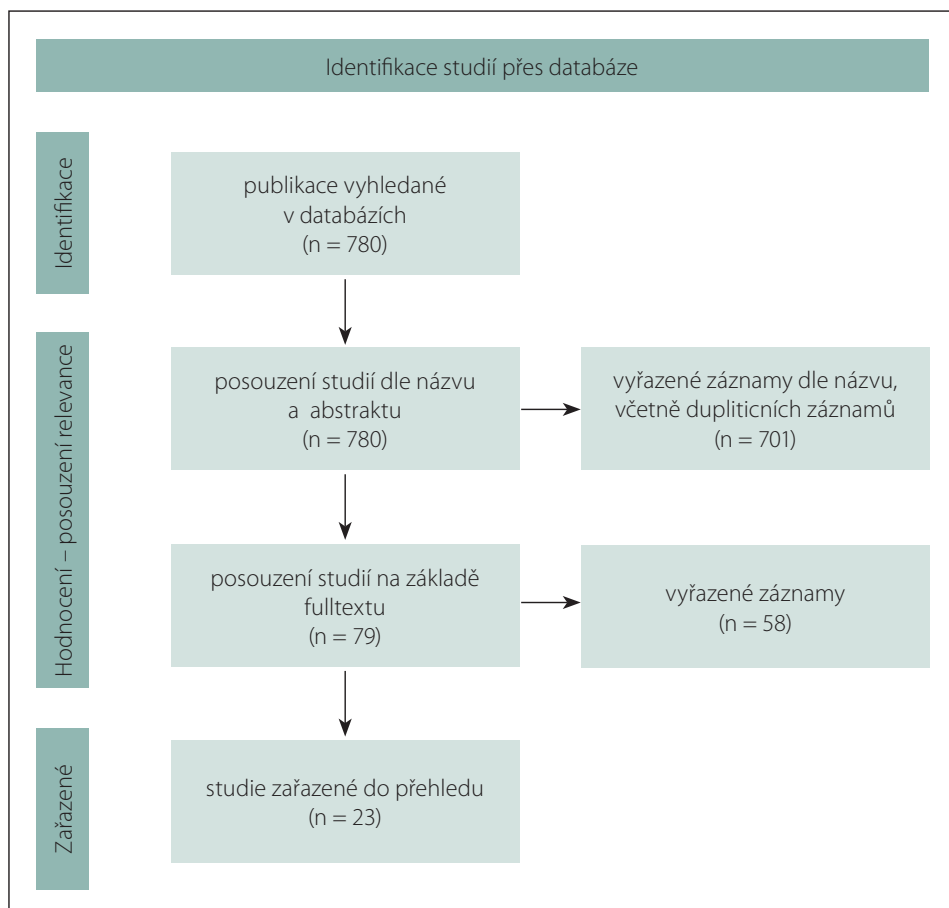 Identifikace studií přes databáze
Identifikace
publikace vyhledané
v databázích
(n = 780)
Hodnocení – posouzení relevance
posouzení studií dle názvu
a abstraktu
(n = 780)
vyřazené záznamy dle názvu,
včetně dupliticních záznamů
(n = 701)
posouzení studií na základě
fulltextu
(n = 79)
vyřazené záznamy
(n = 58)
Zařazené
studie zařazené do přehledu
(n = 23)